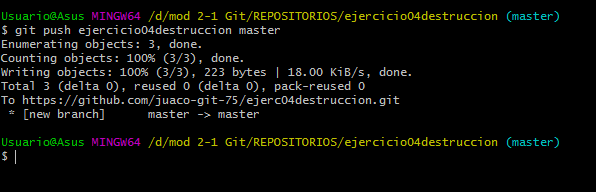 Usuario@Asus MINGW64 /d/mod 2-1 Git/REPOSITORIOS/ejercicio04destruccion (master)
$ git push ejercicio04destruccion master
Enumerating objects: 3, done.
Counting objects: 100% (3/3), done.
Writing objects: 100% (3/3), 223 bytes | 18.00 KiB/s, done.
Total 3 (delta 0), reused 0 (delta 0), pack-reused 0
To https://github.com/juaco-git-75/ejerc04destruccion.git
 * [new branch]      master -> master
Usuario@Asus MINGW64 /d/mod 2-1 Git/REPOSITORIOS/ejercicio04destruccion (master)
$